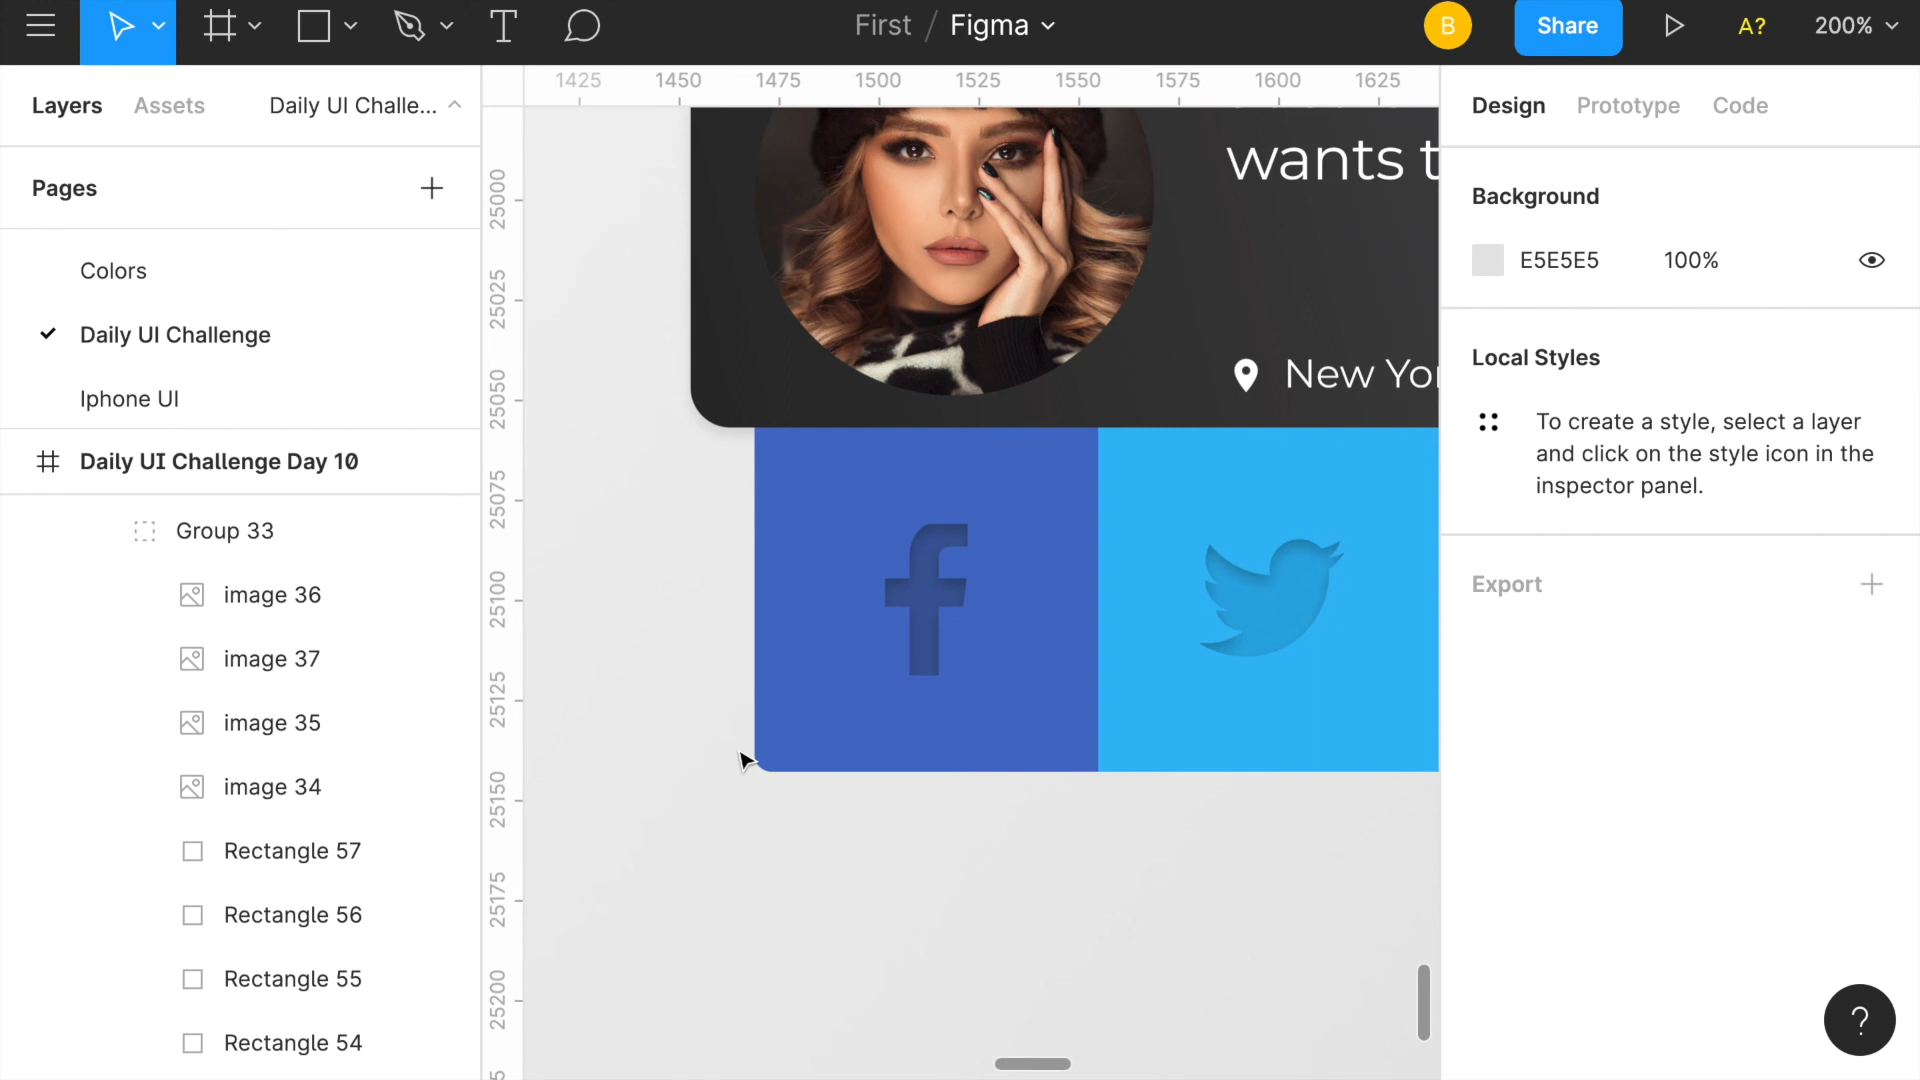 First / Figma
B
Share
A?
200%
Layers
Assets
Daily UI Challe...
Pages
Colors
Daily UI Challenge
Iphone UI
Daily UI Challenge Day 10
Group 33
image 36
image 37
image 35
image 34
Rectangle 57
Rectangle 56
Rectangle 55
Rectangle 54
1425 1450 1475 1500 1525 1550 1575 1600 1625
25000
25025
25050
25075
25100
25125
25150
25175
25200
wants t
New Yor
Design
Prototype
Code
Background
E5E5E5
100%
Local Styles
To create a style, select a layer
and click on the style icon in the
inspector panel.
Export
?